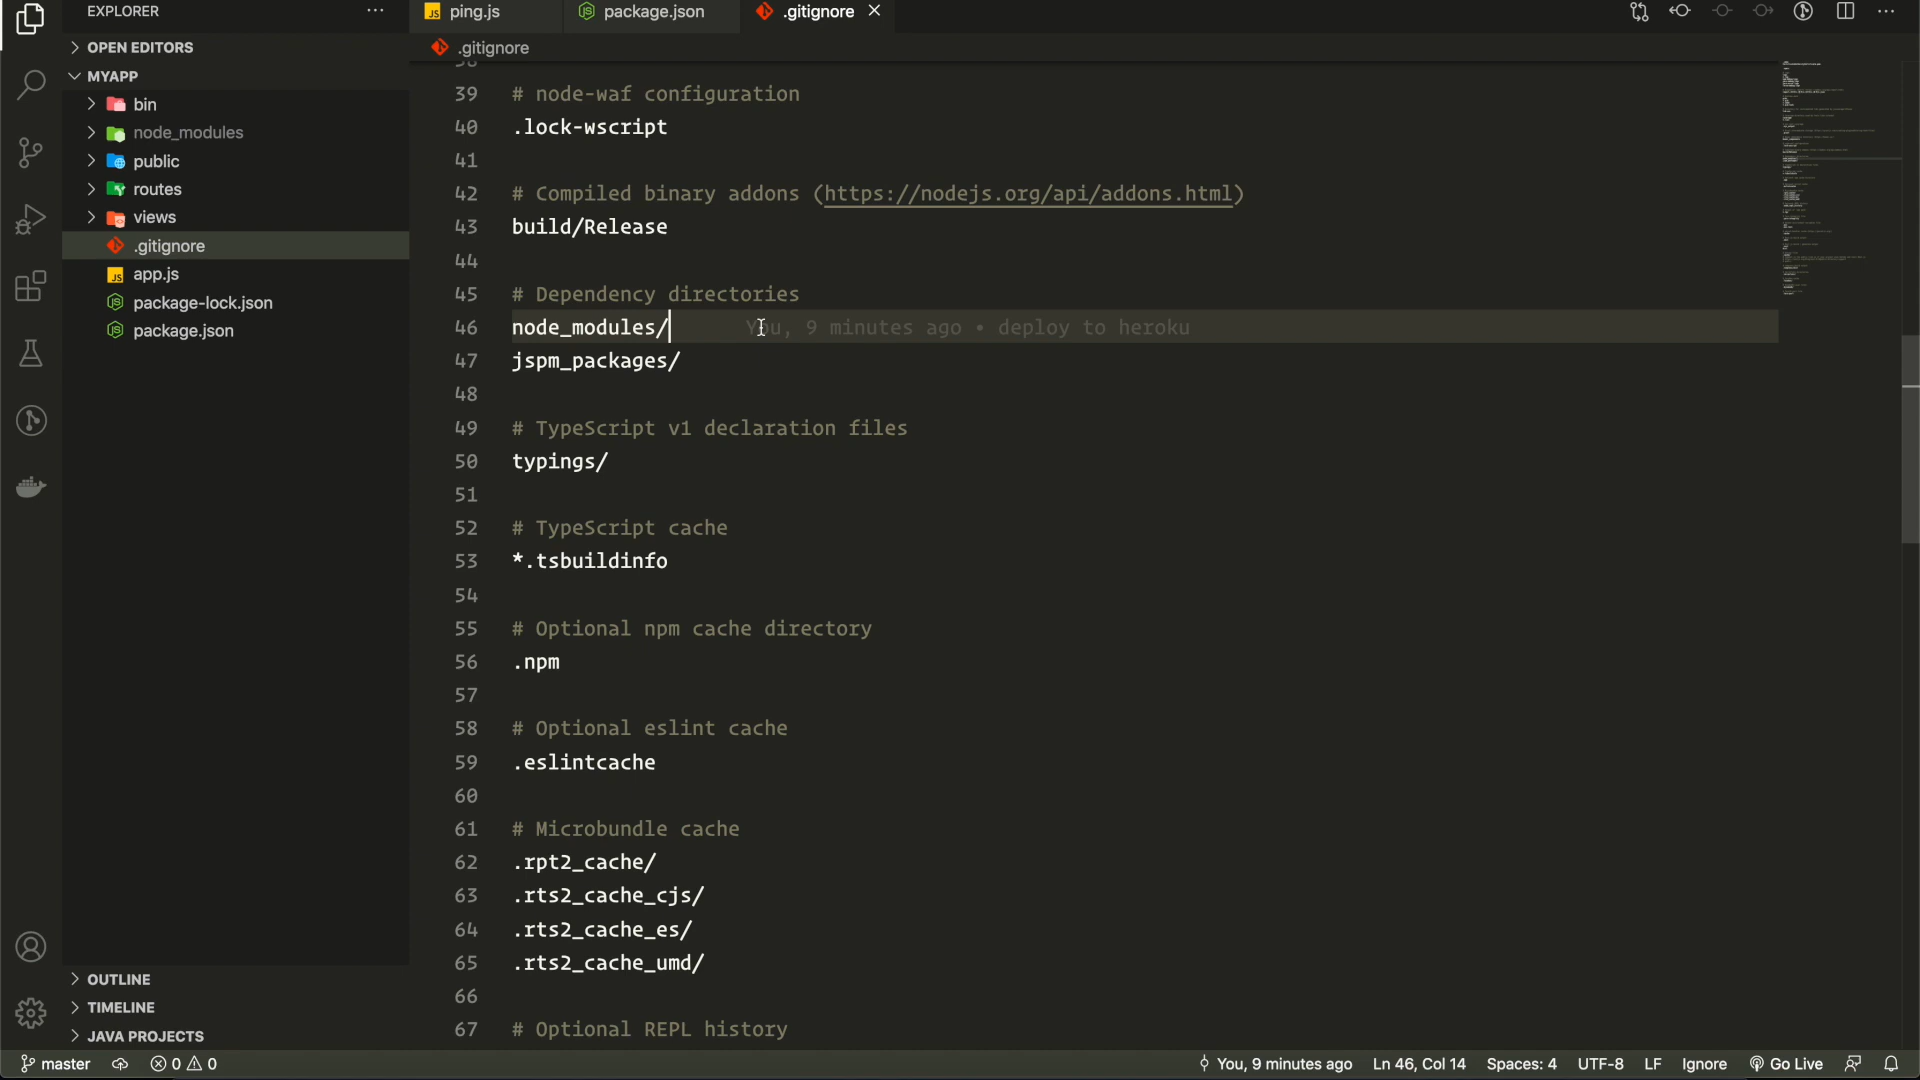 EXPLORER
ping.js
package.json
.gitignore
OPEN EDITORS
.gitignore
MYAPP
bin
node_modules
public
routes
views
.gitignore
app.js
package-lock.json
package.json
OUTLINE
TIMELINE
JAVA PROJECTS
39 # node-waf configuration
40 .lock-wscript
41
42 # Compiled binary addons (https://nodejs.org/api/addons.html)
43 build/Release
44
45 # Dependency directories
46 node_modules/ You, 9 minutes ago • deploy to heroku
47 jspm_packages/
48
49 # TypeScript v1 declaration files
50 typings/
51
52 # TypeScript cache
53 *.tsbuildinfo
54
55 # Optional npm cache directory
56 .npm
57
58 # Optional eslint cache
59 .eslintcache
60
61 # Microbundle cache
62 .rpt2_cache/
63 .rts2_cache_cjs/
64 .rts2_cache_es/
65 .rts2_cache_umd/
66
67 # Optional REPL history
master 0 0 You, 9 minutes ago Ln 46, Col 14 Spaces: 4 UTF-8 LF Ignore Go Live